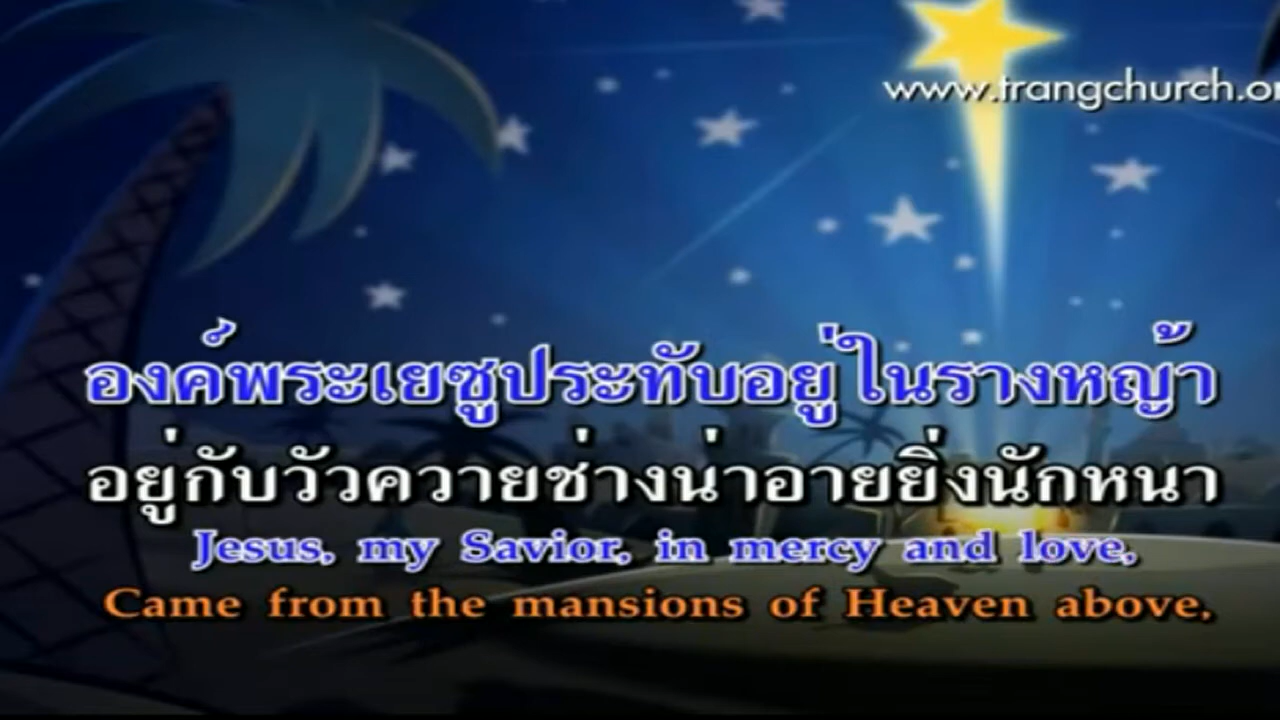 www.trangchurch.or
องค์พระเยซูประทับอยู่ในรางหญ้า
อยู่กับวัวควายช่างน่าอายยิ่งนักหนา
Jesus, my Savior, in mercy and love,
Came from the mansions of Heaven above,